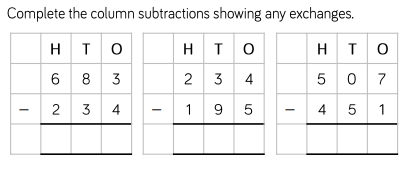 Complete the column subtractions showing any exchanges.
H T O H T O H T O
6 8 3 2 3 4 5 0 7
− 2 3 4 − 1 9 5 − 4 5 1